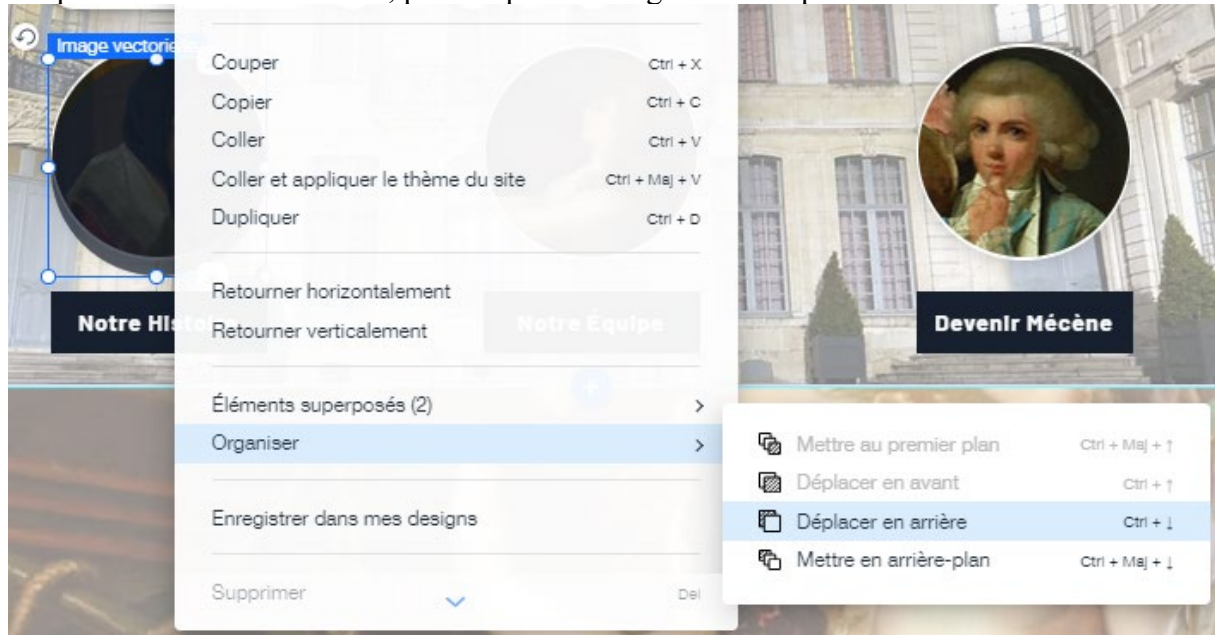 Image vectorie
Couper Ctrl + X
Copier Ctrl + C
Coller Ctrl + V
Coller et appliquer le thème du site Ctrl + Maj + V
Dupliquer Ctrl + D
Retourner horizontalement
Retourner verticalement
Notre Histoire
Notre Équipe
Devenir Mécène
Éléments superposés (2)
Organiser
Mettre au premier plan Ctrl + Maj + ↑
Déplacer en avant Ctrl + ↑
Déplacer en arrière Ctrl + ↓
Mettre en arrière-plan Ctrl + Maj + ↓
Enregistrer dans mes designs
Supprimer Del